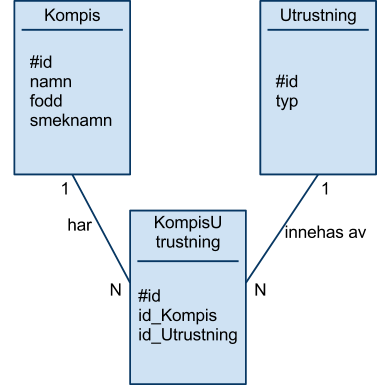 Kompis
#id
namn
fodd
smeknamn
Utrustning
#id
typ
1
har
N
1
innehas av
N
KompisU
trustning
#id
id_Kompis
id_Utrustning